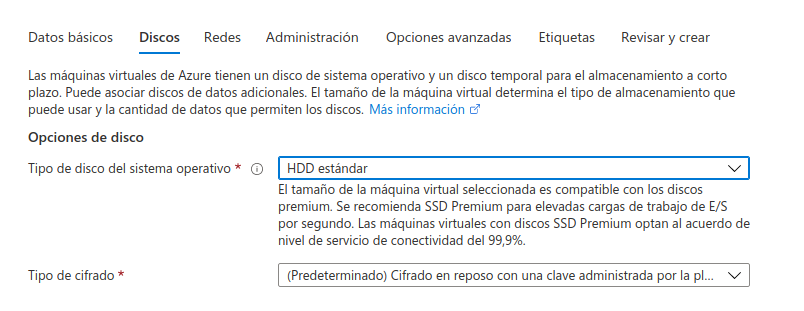 Datos básicos Discos Redes Administración Opciones avanzadas Etiquetas Revisar y crear
Las máquinas virtuales de Azure tienen un disco de sistema operativo y un disco temporal para el almacenamiento a corto
plazo. Puede asociar discos de datos adicionales. El tamaño de la máquina virtual determina el tipo de almacenamiento que
puede usar y la cantidad de datos que permiten los discos. Más información
Opciones de disco
Tipo de disco del sistema operativo *
HDD estándar
El tamaño de la máquina virtual seleccionada es compatible con los discos
premium. Se recomienda SSD Premium para elevadas cargas de trabajo de E/S
por segundo. Las máquinas virtuales con discos SSD Premium optan al acuerdo de
nivel de servicio de conectividad del 99,9%.
Tipo de cifrado *
(Predeterminado) Cifrado en reposo con una clave administrada por la pl...